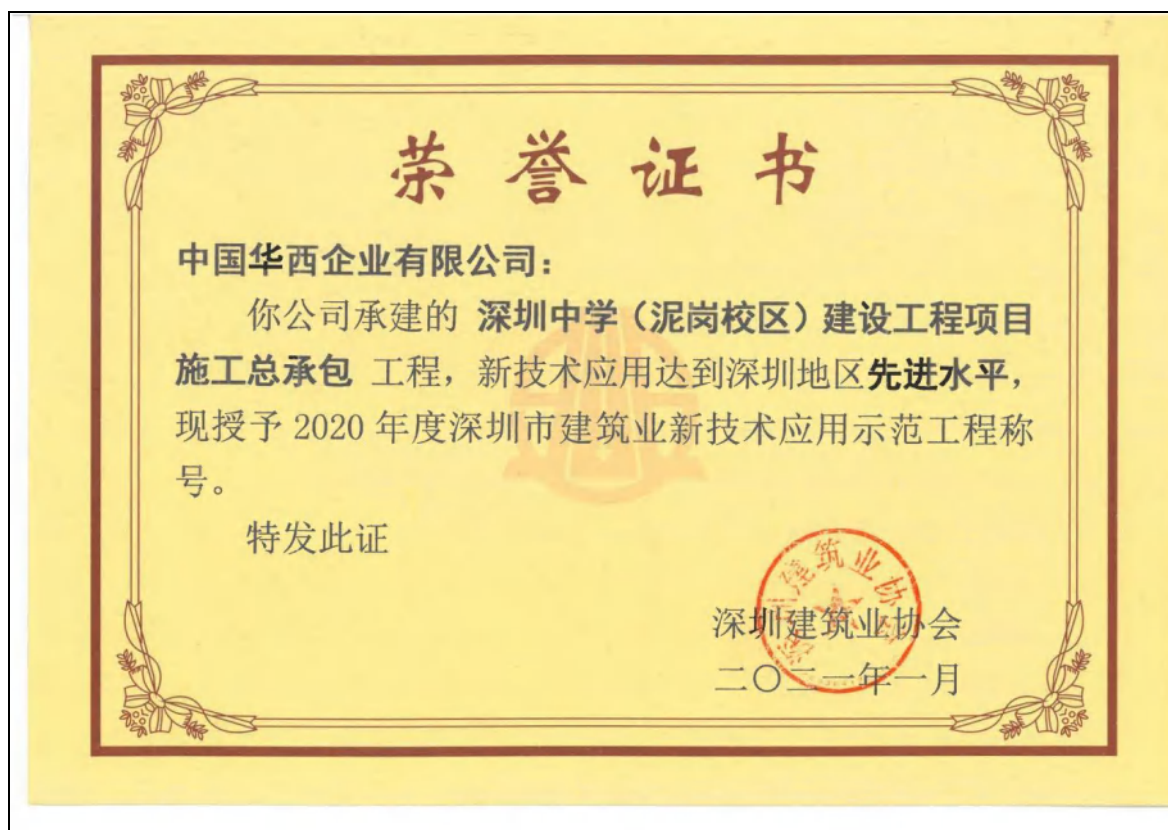 荣誉证书
中国华西企业有限公司：
你公司承建的 深圳中学（泥岗校区）建设工程项目
施工总承包 工程，新技术应用达到深圳地区先进水平，
现授予 2020 年度深圳市建筑业新技术应用示范工程称
号。
特发此证
深圳建筑业协会
二〇二一年一月